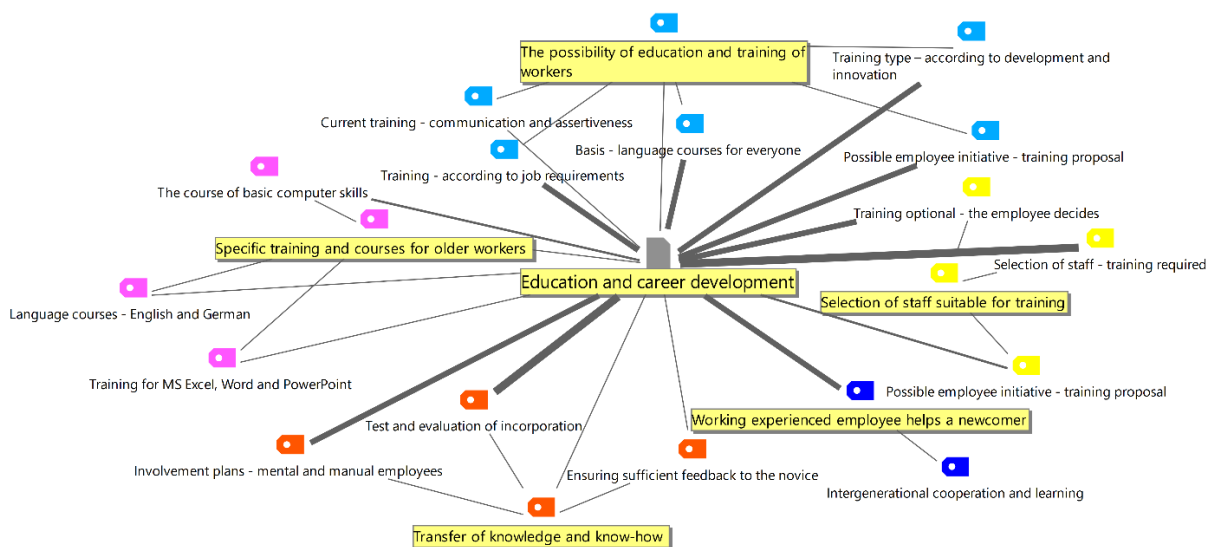 The possibility of education and training of
workers
Training type – according to development and
innovation
Current training - communication and assertiveness
Basis - language courses for everyone
Possible employee initiative - training proposal
Training - according to job requirements
The course of basic computer skills
Training optional - the employee decides
Specific training and courses for older workers
Selection of staff - training required
Education and career development
Selection of staff suitable for training
Language courses - English and German
Training for MS Excel, Word and PowerPoint
Possible employee initiative - training proposal
Working experienced employee helps a newcomer
Test and evaluation of incorporation
Involvement plans - mental and manual employees
Ensuring sufficient feedback to the novice
Intergenerational cooperation and learning
Transfer of knowledge and know-how